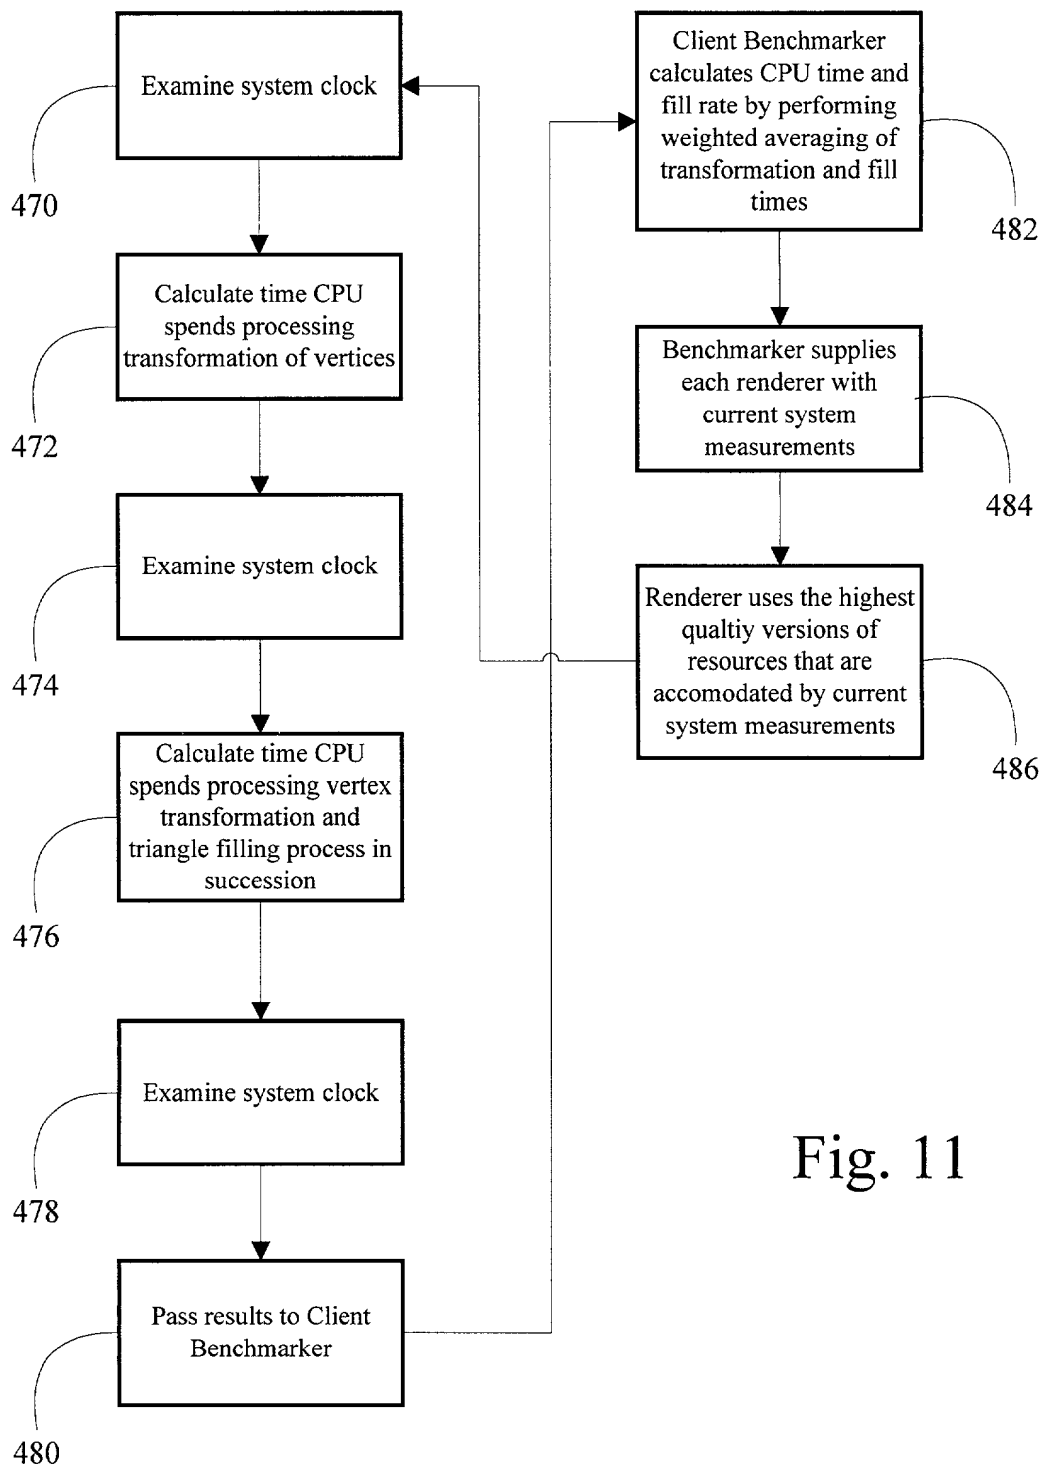 Examine system clock
470
Calculate time CPU
spends processing
transformation of vertices
472
Examine system clock
474
Calculate time CPU
spends processing vertex
transformation and
triangle filling process in
succession
476
Examine system clock
478
Pass results to Client
Benchmarker
480
Client Benchmarker
calculates CPU time and
fill rate by performing
weighted averaging of
transformation and fill
times
482
Benchmarker supplies
each renderer with
current system
measurements
484
Renderer uses the highest
qualtiy versions of
resources that are
accomodated by current
system measurements
486
Fig. 11